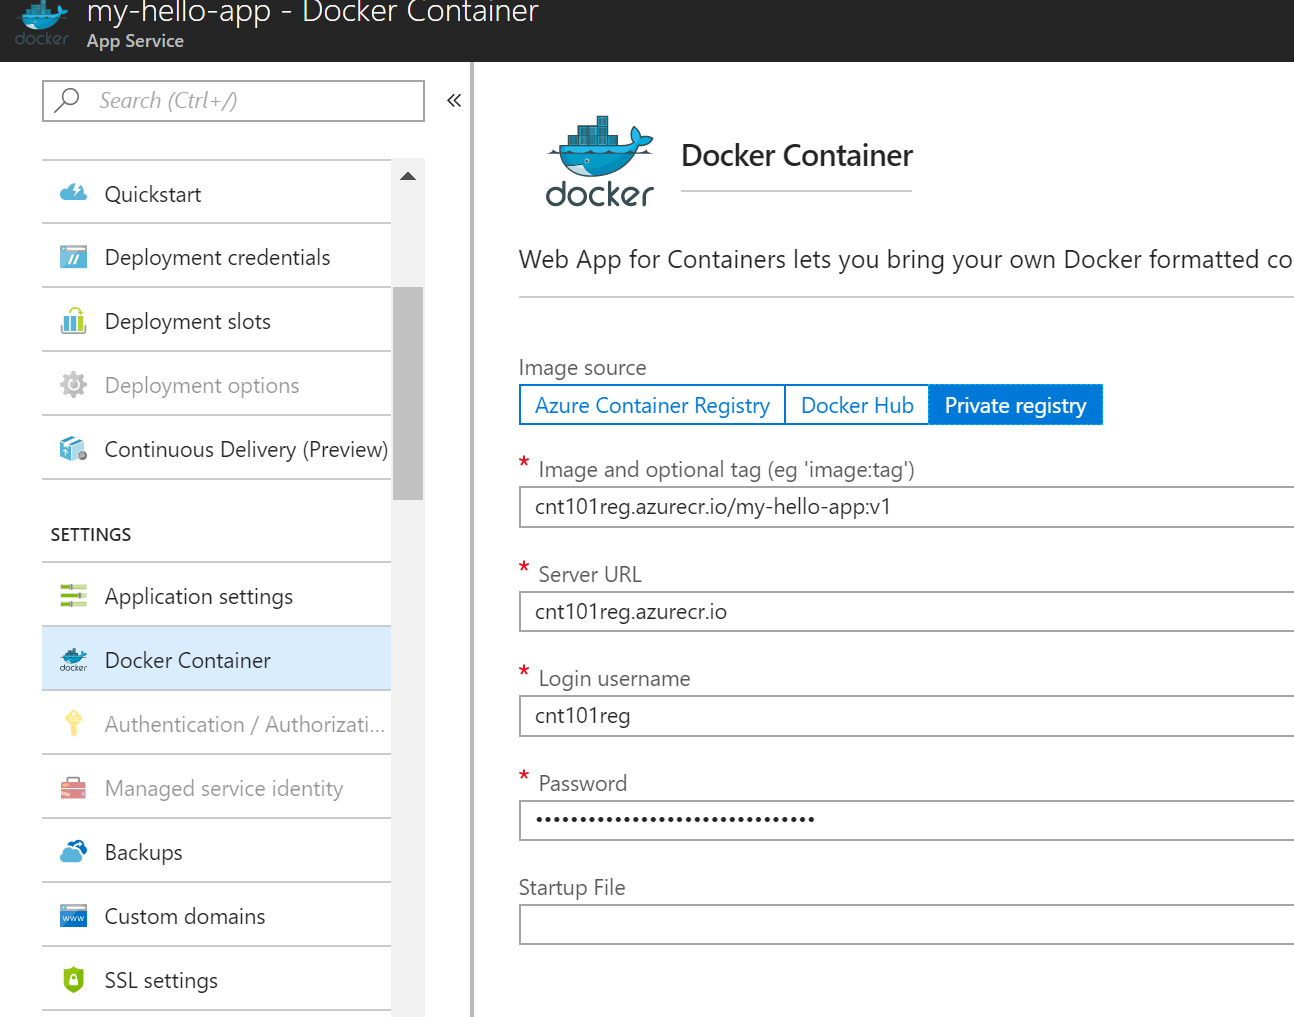 my-hello-app - Docker Container
docker
App Service
Search (Ctrl+/)
«
Quickstart
Deployment credentials
Deployment slots
Deployment options
Continuous Delivery (Preview)
SETTINGS
Application settings
docker
Docker Container
Authentication / Authorizati...
Managed service identity
Backups
www
Custom domains
SSL settings
docker
Docker Container
Web App for Containers lets you bring your own Docker formatted co
Image source
Azure Container Registry
Docker Hub
Private registry
* Image and optional tag (eg 'image:tag')
cnt101reg.azurecr.io/my-hello-app:v1
* Server URL
cnt101reg.azurecr.io
* Login username
cnt101reg
* Password
••••••••••••••••••••••••••••••••
Startup File